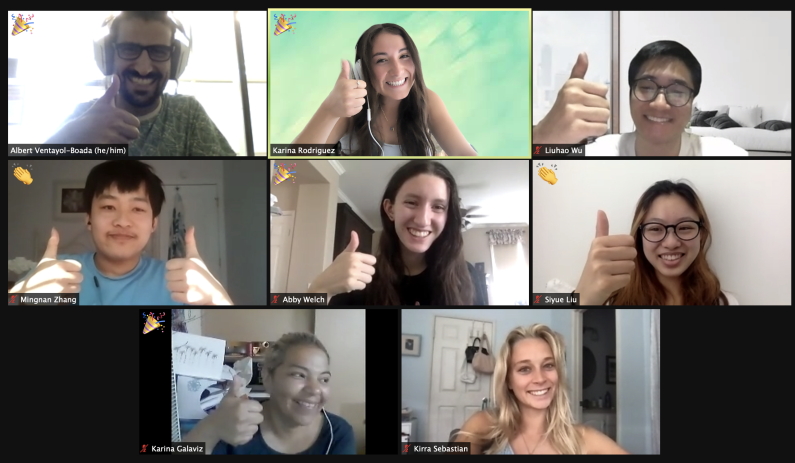 Albert Ventayol-Boada (he/him)
Karina Rodriguez
Liuhao Wu
Mingnan Zhang
Abby Welch
Siyue Liu
Karina Galaviz
Kirra Sebastian